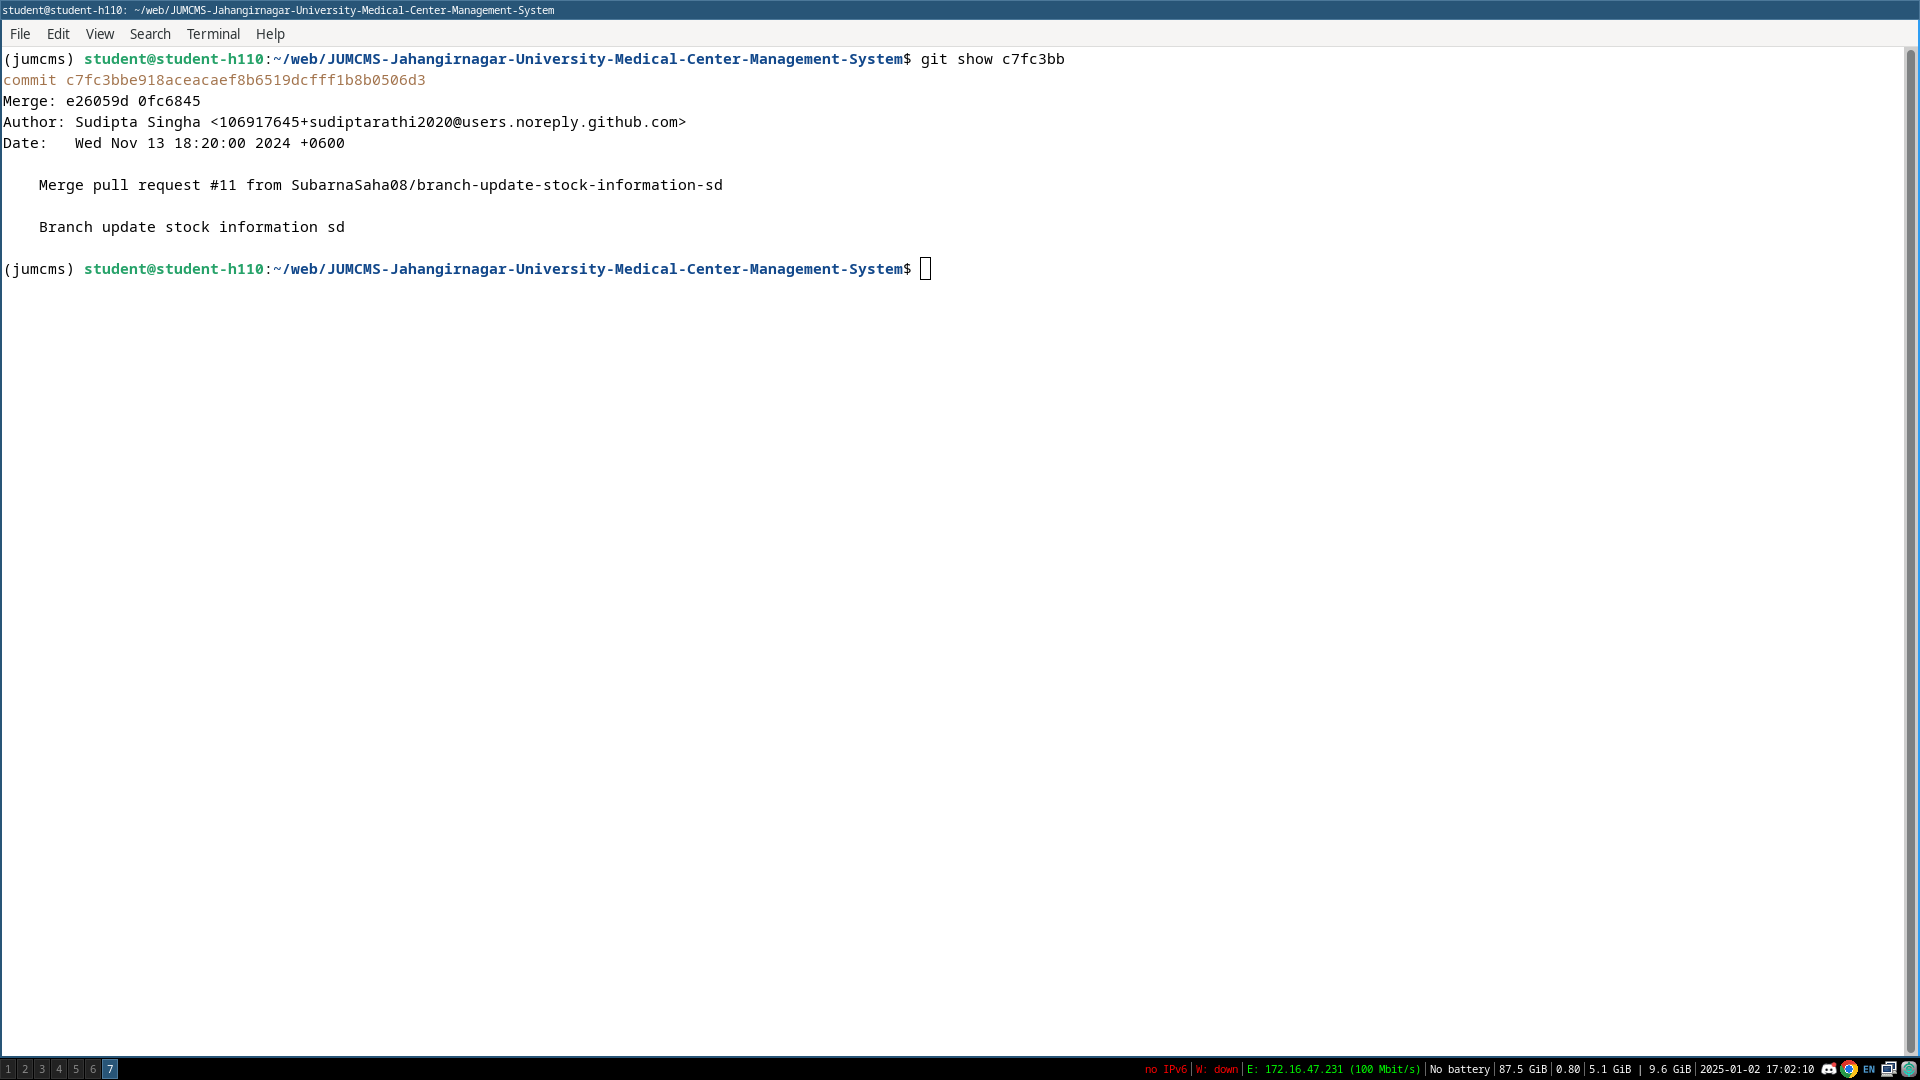 student@student-h110: ~/web/JUMCMS-Jahangirnagar-University-Medical-Center-Management-System
File Edit View Search Terminal Help
(jumcms) student@student-h110:~/web/JUMCMS-Jahangirnagar-University-Medical-Center-Management-System$ git show c7fc3bb
commit c7fc3bbe918aceacaef8b6519dcfff1b8b0506d3
Merge: e26059d 0fc6845
Author: Sudipta Singha <106917645+sudiptarathi2020@users.noreply.github.com>
Date:   Wed Nov 13 18:20:00 2024 +0600
Merge pull request #11 from SubarnaSaha08/branch-update-stock-information-sd
Branch update stock information sd
(jumcms) student@student-h110:~/web/JUMCMS-Jahangirnagar-University-Medical-Center-Management-System$
1 2 3 4 5 6 7 no IPv6 | W: down | E: 172.16.47.231 (100 Mbit/s) | No battery | 87.5 GiB | 0.80 | 5.1 GiB | 9.6 GiB | 2025-01-02 17:02:10 EN